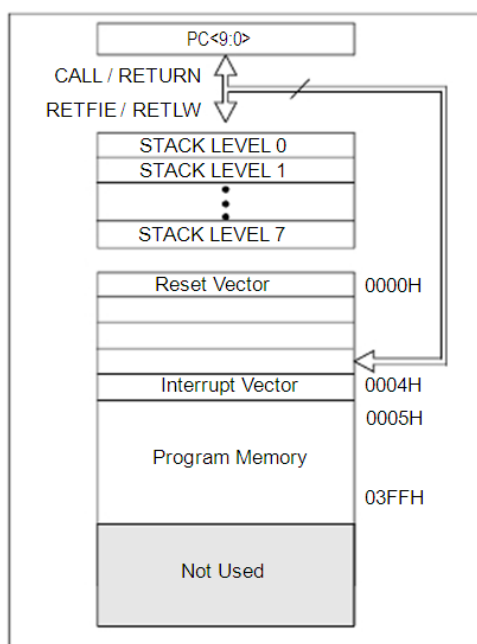 PC<9:0>
CALL / RETURN
RETFIE / RETLW
STACK LEVEL 0
STACK LEVEL 1
STACK LEVEL 7
Reset Vector 0000H
Interrupt Vector 0004H
0005H
Program Memory
03FFH
Not Used